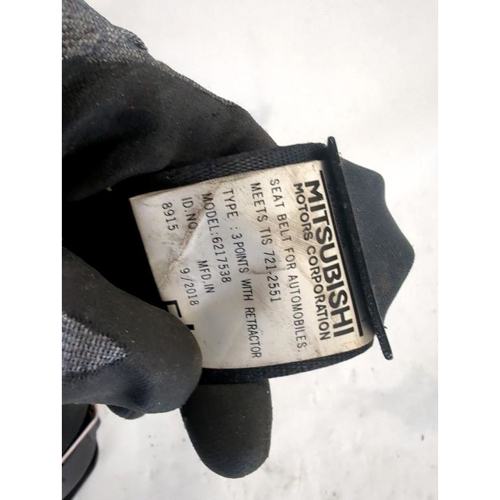 MITSUBISHI
MOTORS CORPORATION
SEAT BELT FOR AUTOMOBILES.
MEETS TIS 721-2551
TYPE : 3 POINTS WITH RETRACTOR
MODEL:6217538
ID.NO. MFD.IN
8915 9/2018